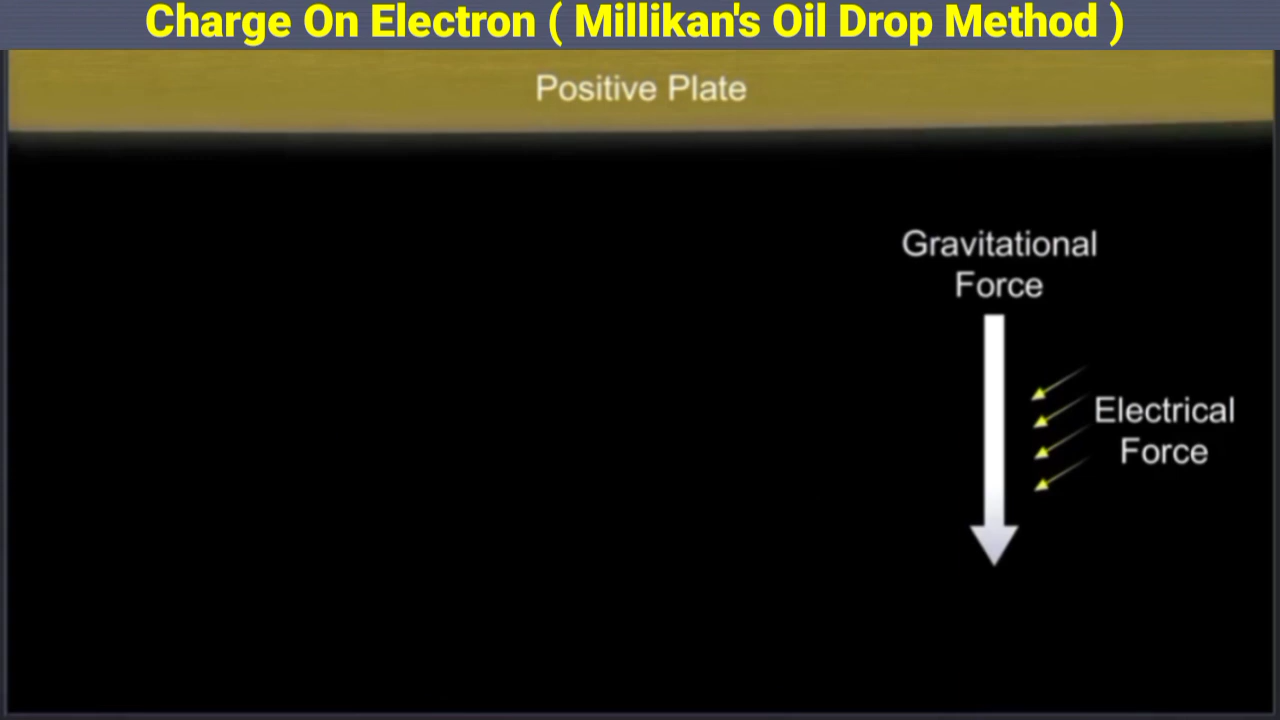 Charge On Electron ( Millikan's Oil Drop Method )
Positive Plate
Gravitational
Force
Electrical
Force